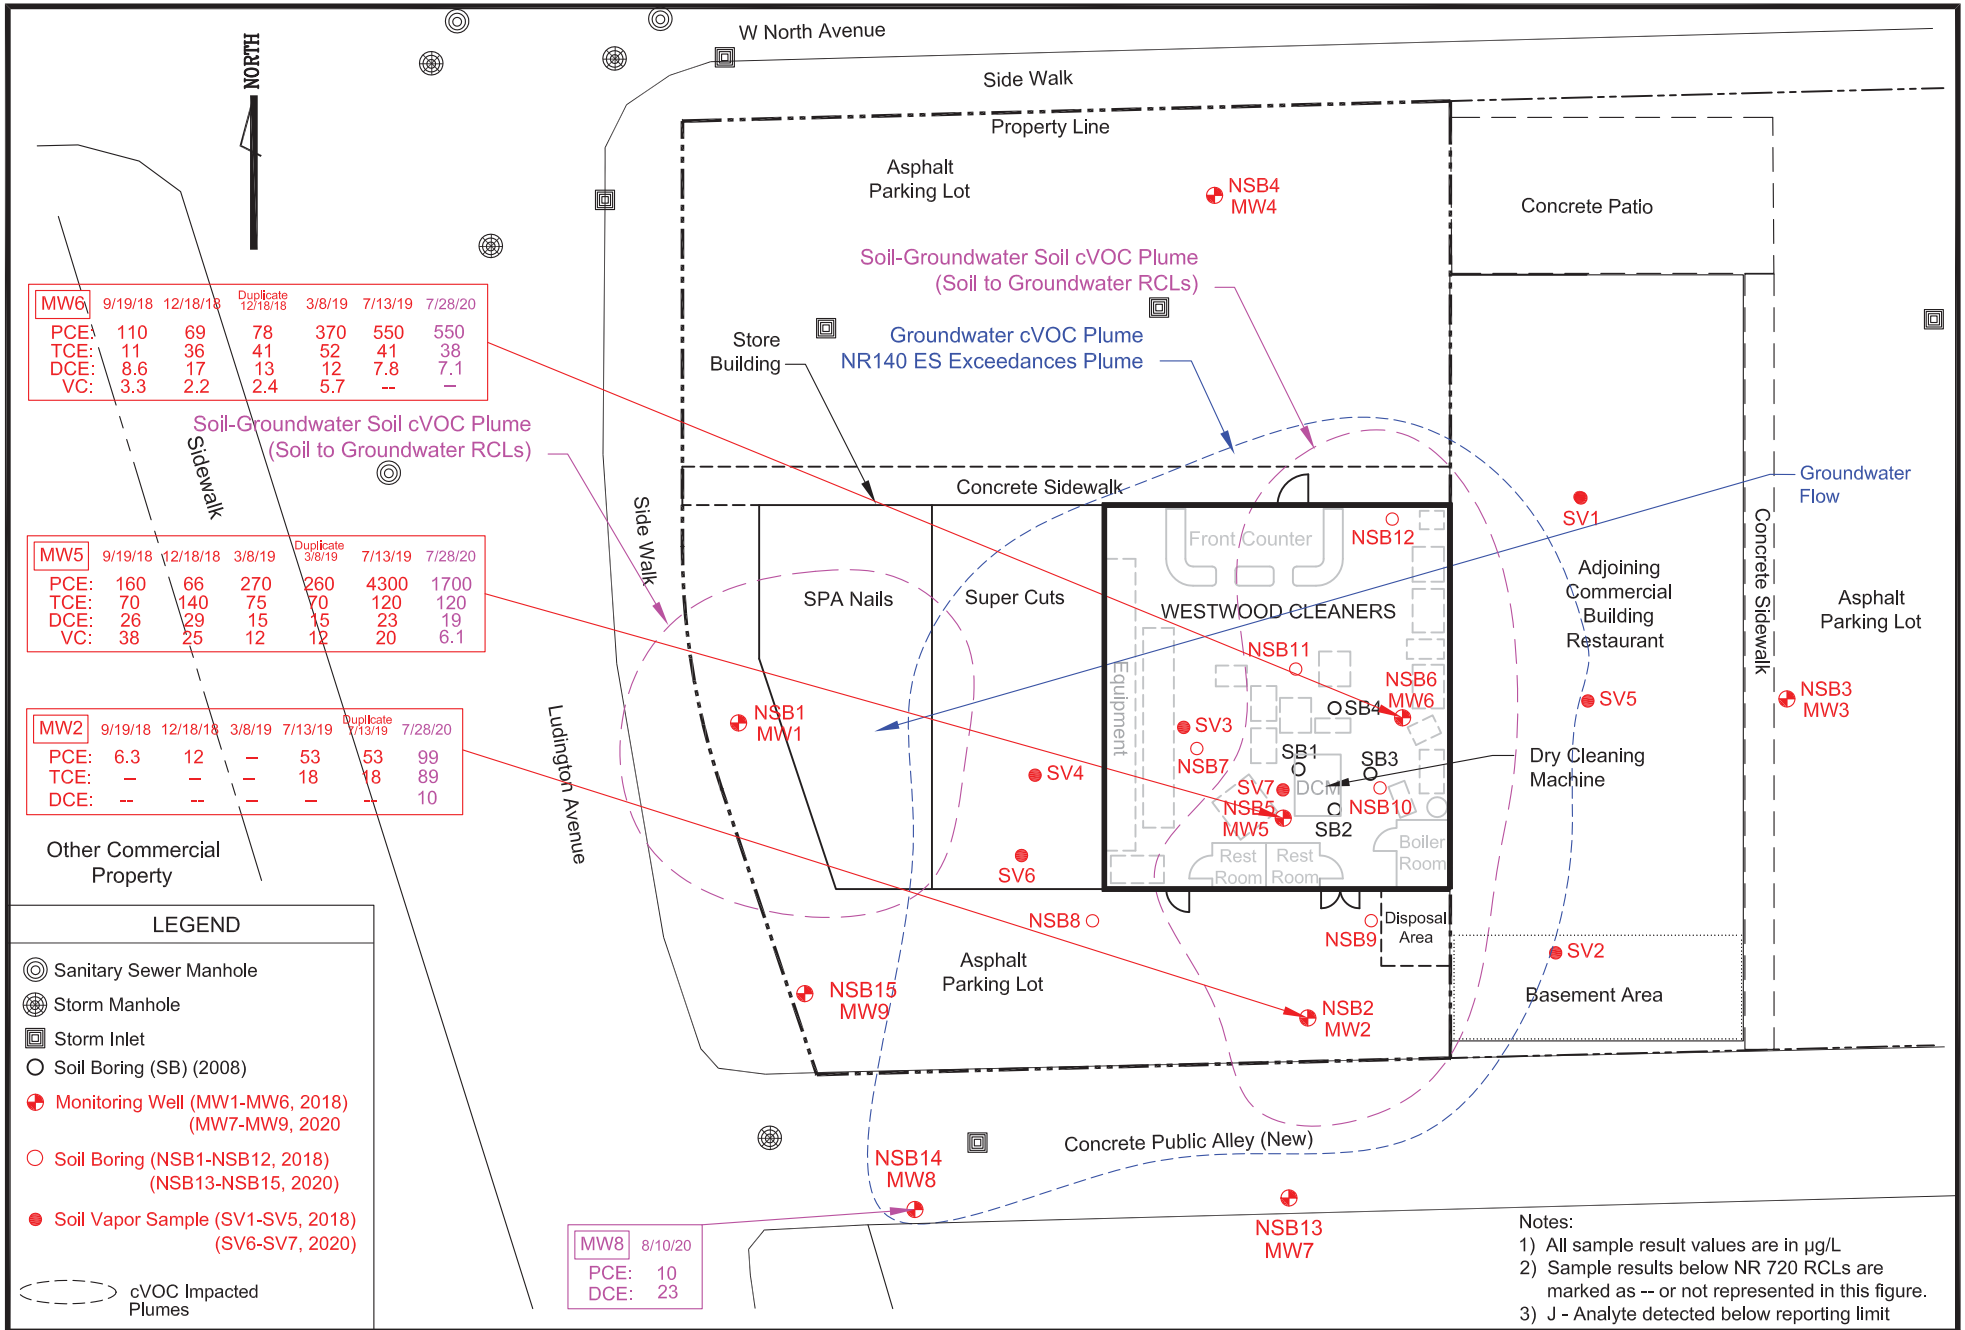 W North Avenue
Side Walk
Property Line
NORTH
Asphalt
Parking Lot
NSB4
MW4
Concrete Patio
Soil-Groundwater Soil cVOC Plume
(Soil to Groundwater RCLs)
Groundwater cVOC Plume
NR140 ES Exceedances Plume
Store
Building
MW6 9/19/18 12/18/18 Duplicate 12/18/18 3/8/19 7/13/19 7/28/20
PCE: 110 69 78 370 550 550
TCE: 11 36 41 52 41 38
DCE: 8.6 17 13 12 7.8 7.1
VC: 3.3 2.2 2.4 5.7 -- –
Soil-Groundwater Soil cVOC Plume
(Soil to Groundwater RCLs)
Sidewalk
Side Walk
Concrete Sidewalk
Groundwater
Flow
SV1
Concrete Sidewalk
NSB12
Front Counter
MW5 9/19/18 12/18/18 3/8/19 Duplicate 3/8/19 7/13/19 7/28/20
PCE: 160 66 270 260 4300 1700
TCE: 70 140 75 70 120 120
DCE: 26 29 15 15 23 19
VC: 38 25 12 12 20 6.1
SPA Nails
Super Cuts
WESTWOOD CLEANERS
Adjoining
Commercial
Building
Restaurant
Asphalt
Parking Lot
NSB11
Equipment
NSB6
MW6
SB4
SV5
NSB3
MW3
MW2 9/19/18 12/18/18 3/8/19 7/13/19 Duplicate 7/13/19 7/28/20
PCE: 6.3 12 – 53 53 99
TCE: – – – 18 18 89
DCE: -- -- – – -- 10
Ludington Avenue
NSB1
MW1
SV3
NSB7
SB1
SB3
Dry Cleaning
Machine
SV4
SV7
DCM
NSB10
NSB5
MW5
SB2
Other Commercial
Property
SV6
Rest
Room
Rest
Room
Boiler
Room
NSB8
NSB9
Disposal
Area
SV2
Asphalt
Parking Lot
Basement Area
NSB15
MW9
NSB2
MW2
LEGEND
Sanitary Sewer Manhole
Storm Manhole
Storm Inlet
Soil Boring (SB) (2008)
Monitoring Well (MW1-MW6, 2018)
(MW7-MW9, 2020
Soil Boring (NSB1-NSB12, 2018)
(NSB13-NSB15, 2020)
Soil Vapor Sample (SV1-SV5, 2018)
(SV6-SV7, 2020)
cVOC Impacted
Plumes
Concrete Public Alley (New)
NSB14
MW8
NSB13
MW7
MW8 8/10/20
PCE: 10
DCE: 23
Notes:
1) All sample result values are in µg/L
2) Sample results below NR 720 RCLs are
marked as -- or not represented in this figure.
3) J - Analyte detected below reporting limit